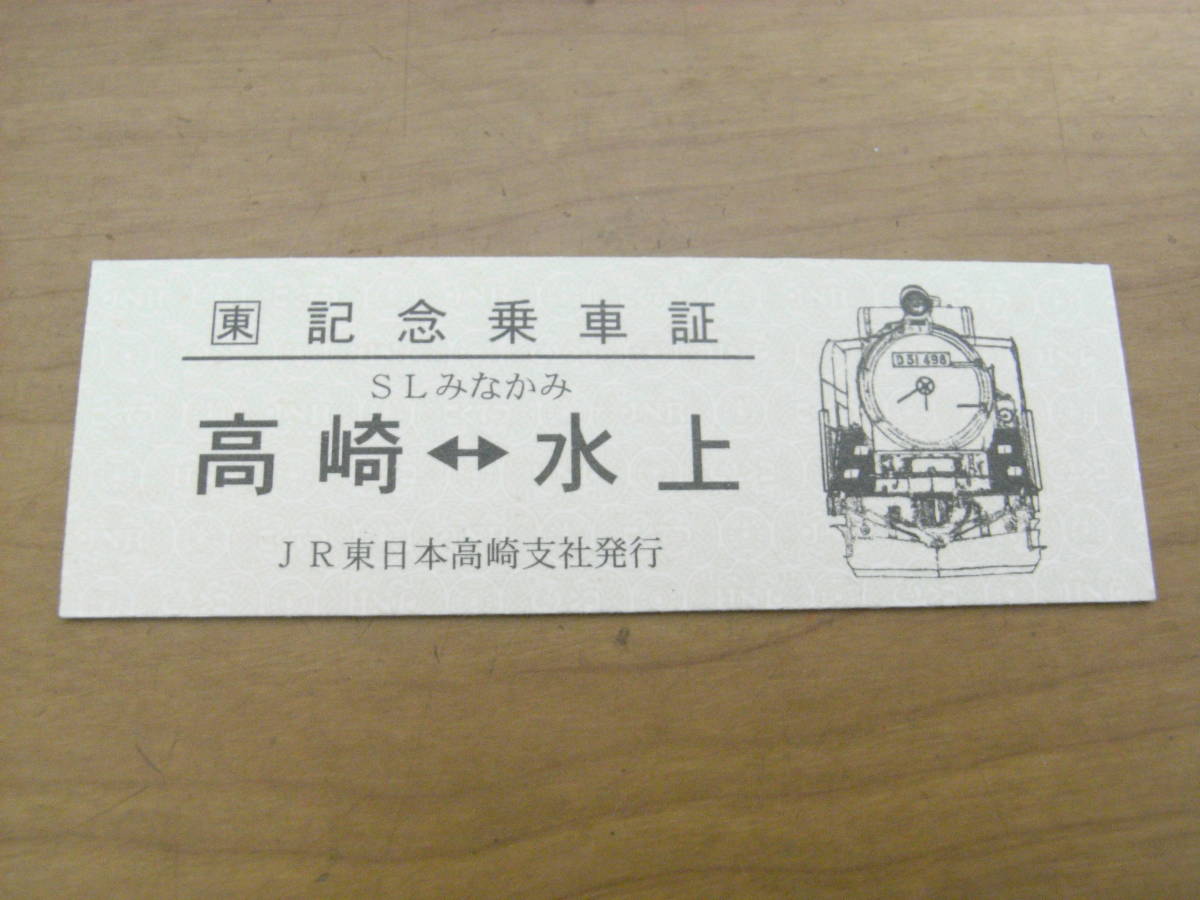 東 記念乗車証
SLみなかみ
高崎↔水上
JR東日本高崎支社発行
D51 498